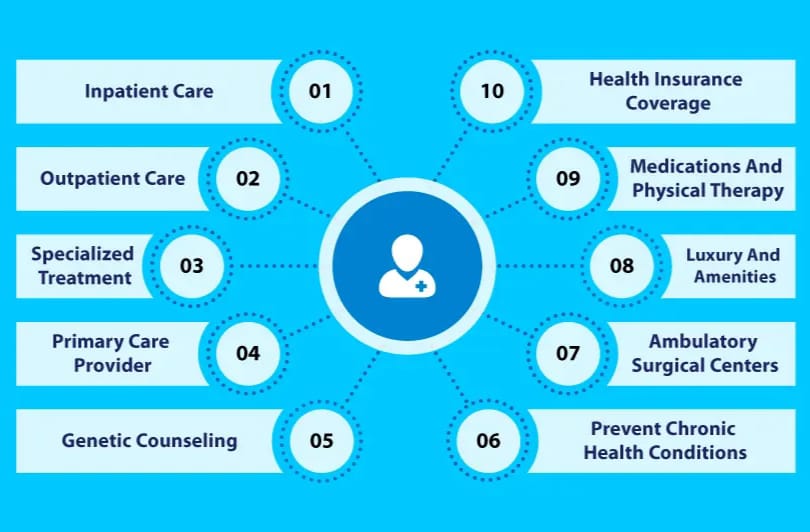 Inpatient Care
01
Outpatient Care
02
Specialized
Treatment
03
Primary Care
Provider
04
Genetic Counseling
05
06
Prevent Chronic
Health Conditions
07
Ambulatory
Surgical Centers
08
Luxury And
Amenities
09
Medications And
Physical Therapy
10
Health Insurance
Coverage